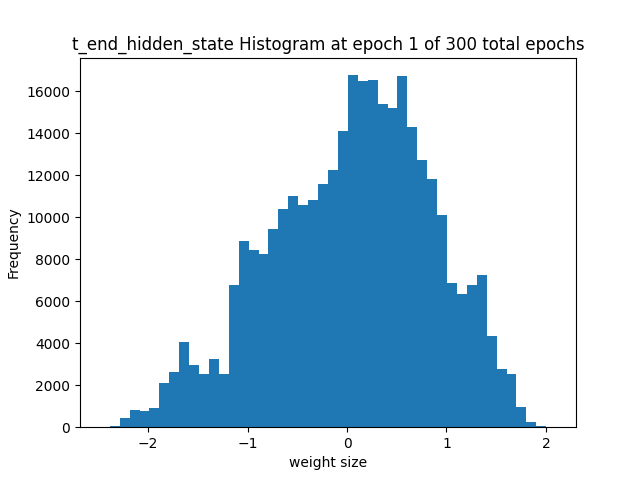 t_end_hidden_state Histogram at epoch 1 of 300 total epochs
16000
14000
12000
10000
8000
6000
4000
2000
0
Frequency
−2 −1 0 1 2
weight size